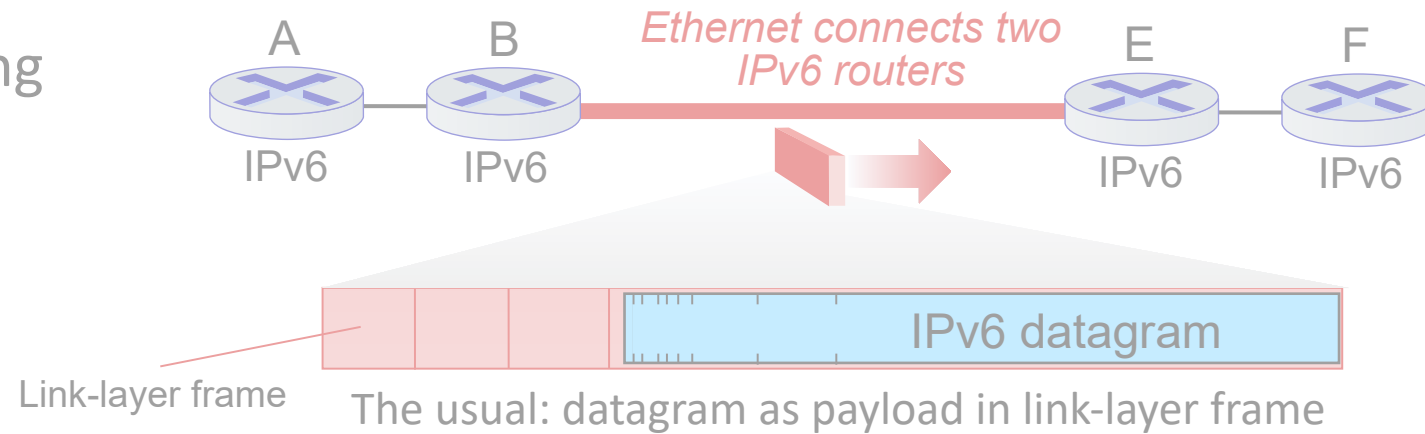 ng
A
B
Ethernet connects two
IPv6 routers
E
F
IPv6
IPv6
IPv6
IPv6
IPv6 datagram
Link-layer frame
The usual: datagram as payload in link-layer frame